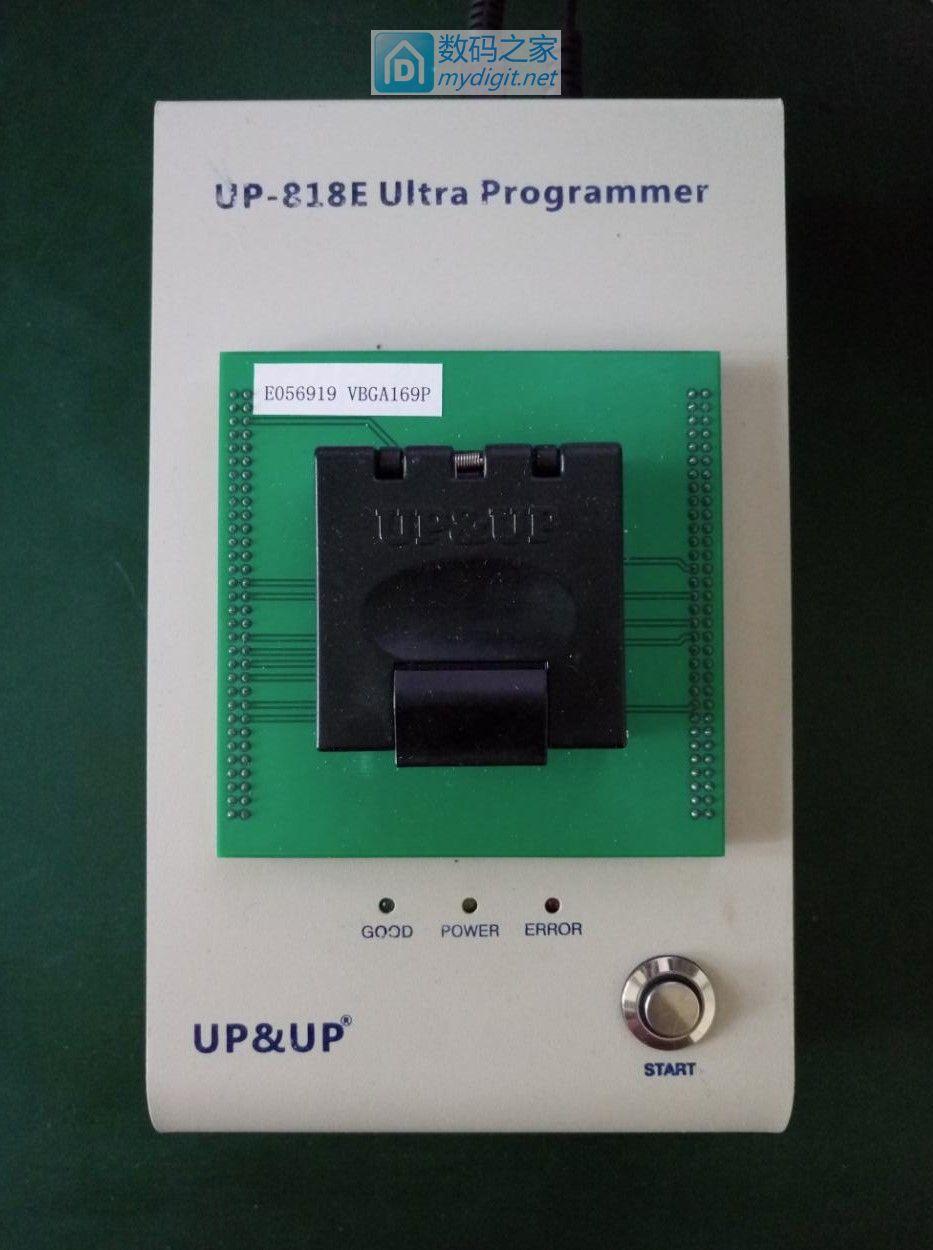 数码之家
mydigit.net
UP-818E Ultra Programmer
E056919 VBGA169P
UP&UP
GOOD POWER ERROR
UP&UP®
START